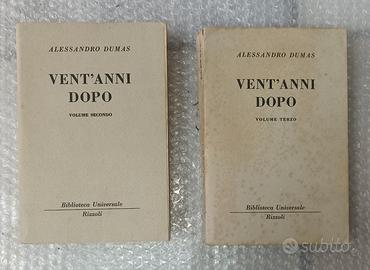 ALESSANDRO DUMAS
VENT'ANNI
DOPO
VOLUME SECONDO
Biblioteca Universale
Rizzoli
ALESSANDRO DUMAS
VENT'ANNI
DOPO
VOLUME TERZO
Biblioteca Universale
Rizzoli
subito